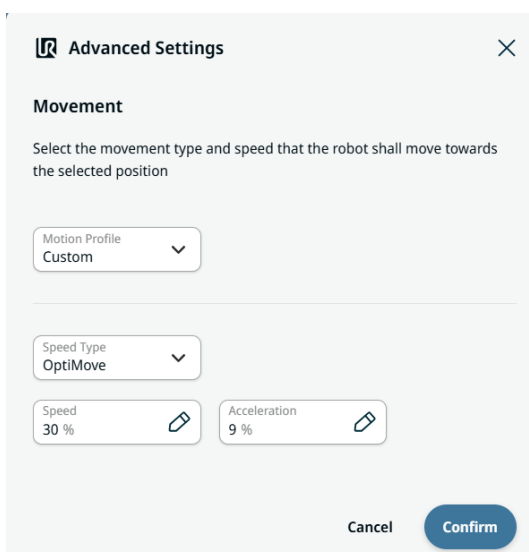 UR Advanced Settings
Movement
Select the movement type and speed that the robot shall move towards
the selected position
Motion Profile
Custom
Speed Type
OptiMove
Speed
30 %
Acceleration
9 %
Cancel
Confirm